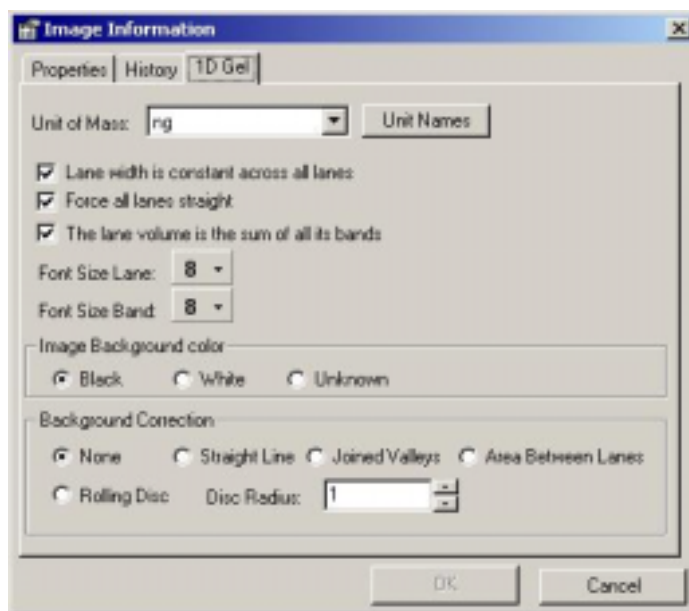 Image Information
Properties History 1D Gel
Unit of Mass: ng Unit Names
Lane width is constant across all lanes
Force all lanes straight
The lane volume is the sum of all its bands
Font Size Lane: 8
Font Size Band: 8
Image Background color
Black White Unknown
Background Correction
None Straight Line Joined Valleys Area Between Lanes
Rolling Disc Disc Radius: 1
OK Cancel